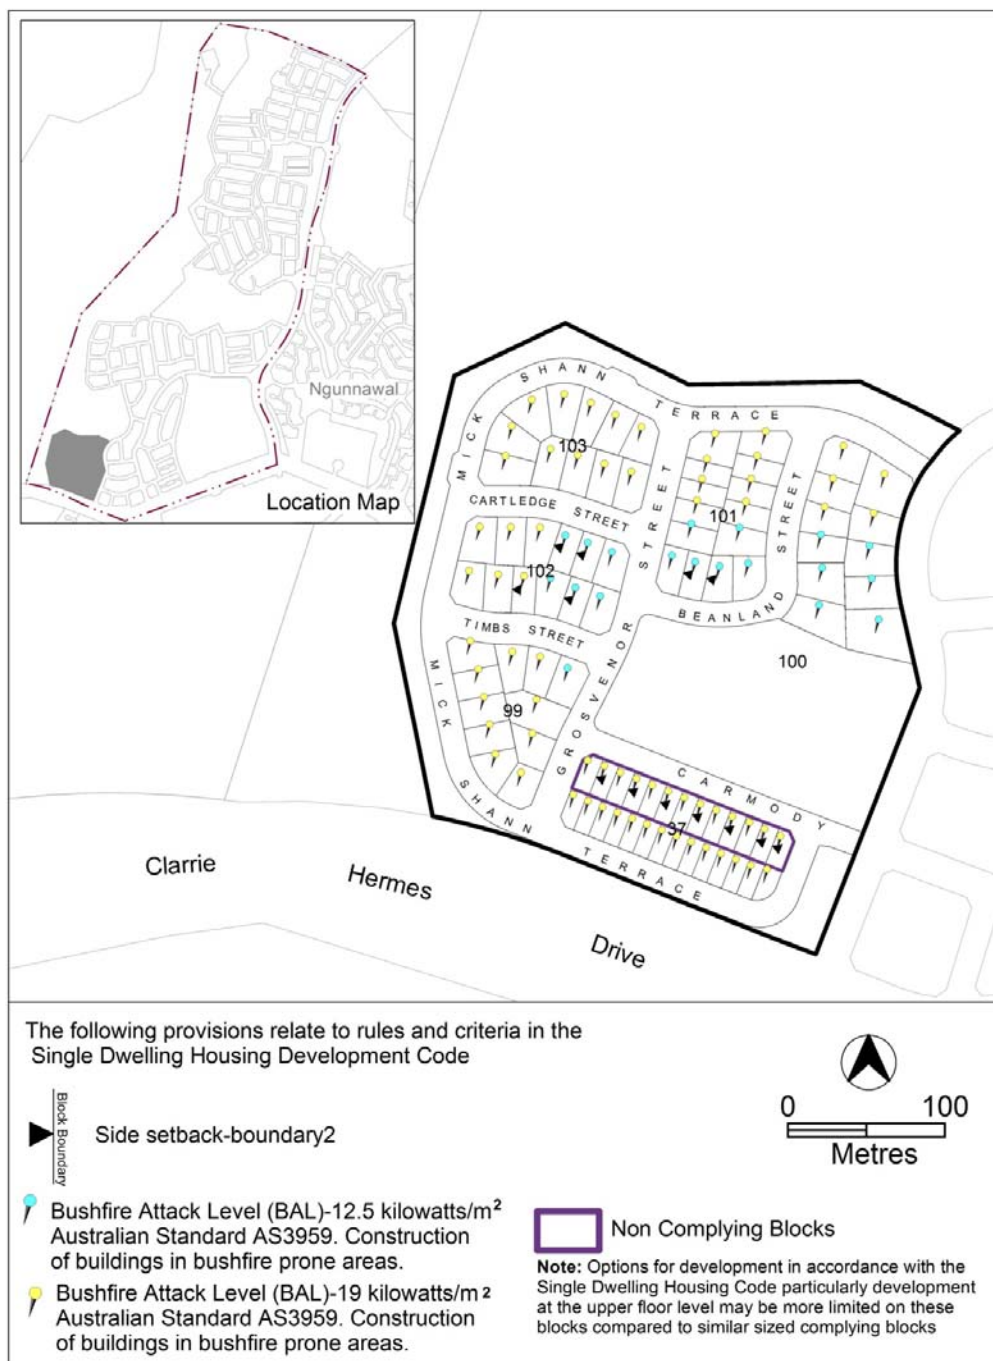 Ngunnawal
Location Map
MICK SHANN TERRACE
103
CARTLEDGE STREET
101
STREET
STREET
102
BEANLAND
TIMBS STREET
100
GROSVENOR
99
MICK SHANN TERRACE
CARMODY
37
Clarrie Hermes Drive
The following provisions relate to rules and criteria in the
Single Dwelling Housing Development Code
Block Boundary
Side setback-boundary2
0 100
Metres
Bushfire Attack Level (BAL)-12.5 kilowatts/m²
Australian Standard AS3959. Construction
of buildings in bushfire prone areas.
Bushfire Attack Level (BAL)-19 kilowatts/m²
Australian Standard AS3959. Construction
of buildings in bushfire prone areas.
Non Complying Blocks
Note: Options for development in accordance with the
Single Dwelling Housing Code particularly development
at the upper floor level may be more limited on these
blocks compared to similar sized complying blocks